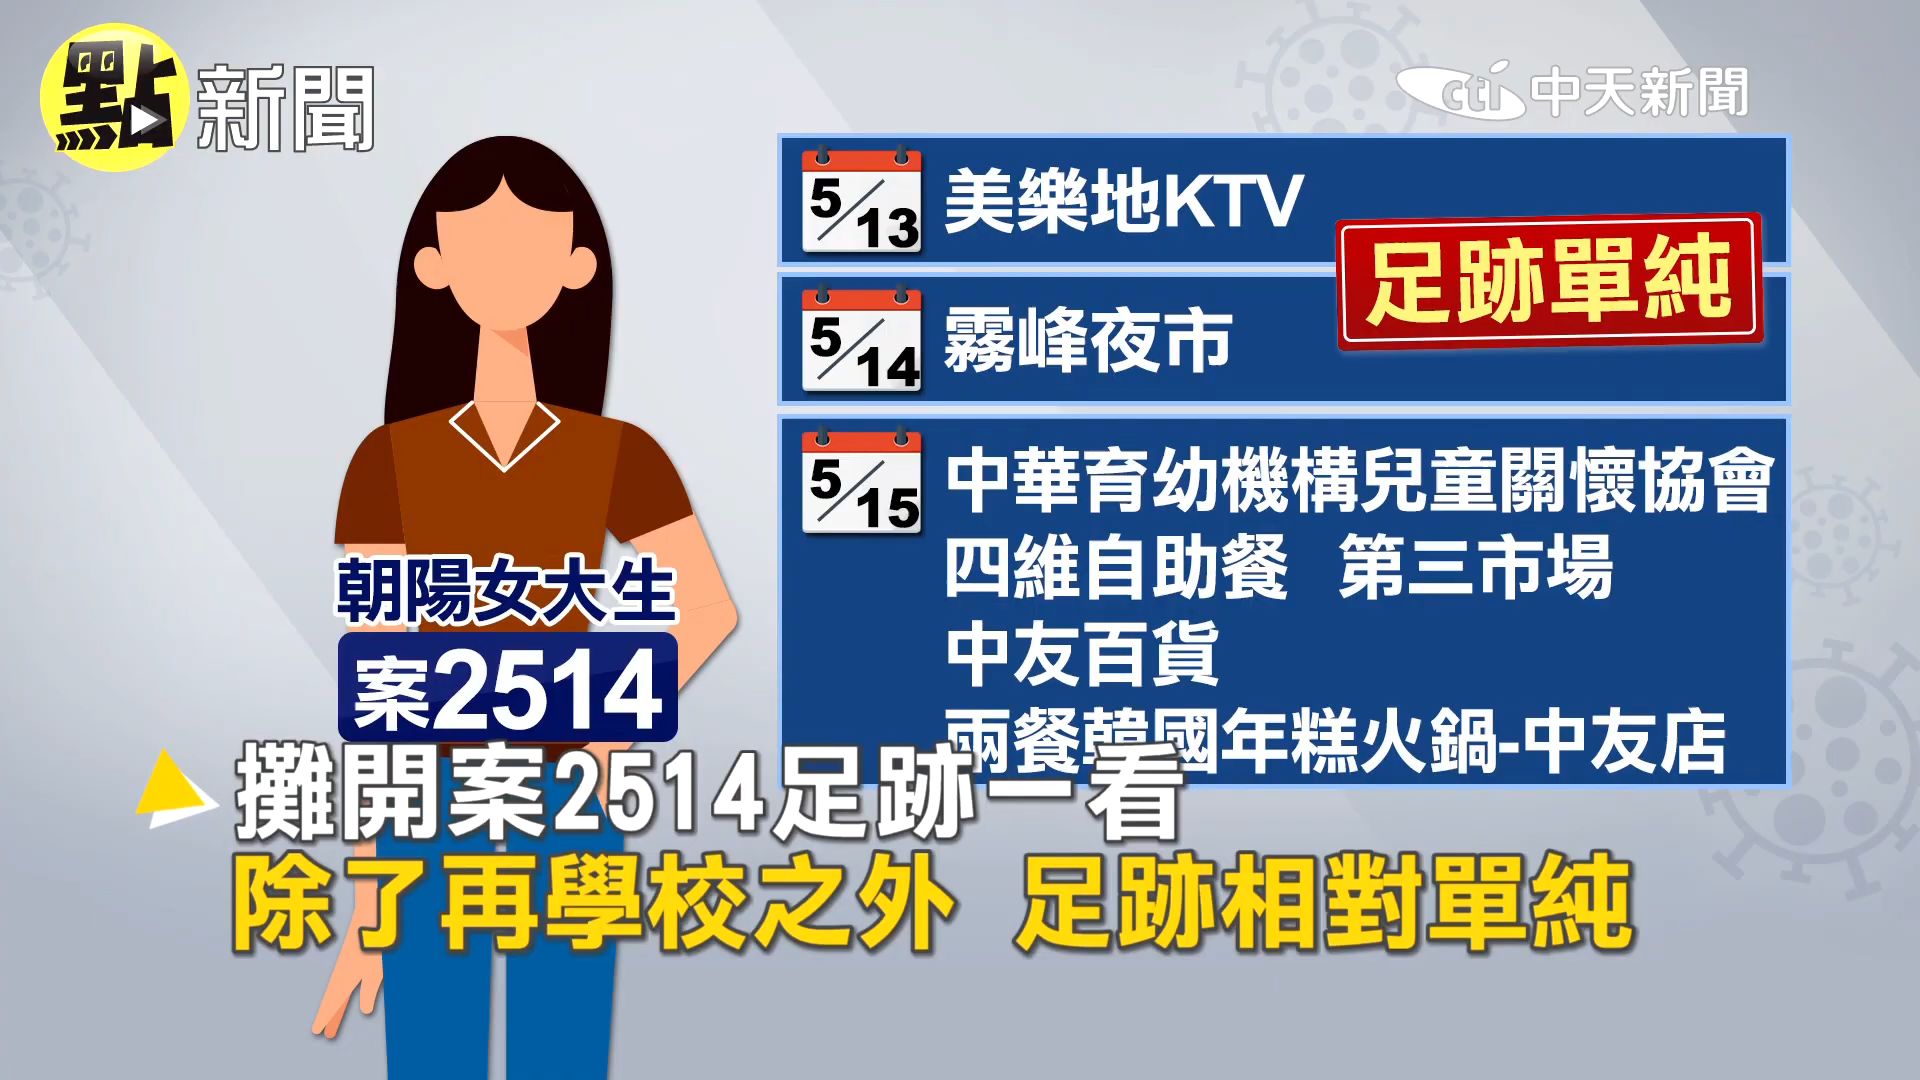 點新聞
CTi 中天新聞
5/13 美樂地KTV
足跡單純
5/14 霧峰夜市
5/15 中華育幼機構兒童關懷協會
四維自助餐 第三市場
中友百貨
兩餐韓國年糕火鍋-中友店
朝陽女大生
案2514
攤開案2514足跡一看
除了再學校之外 足跡相對單純